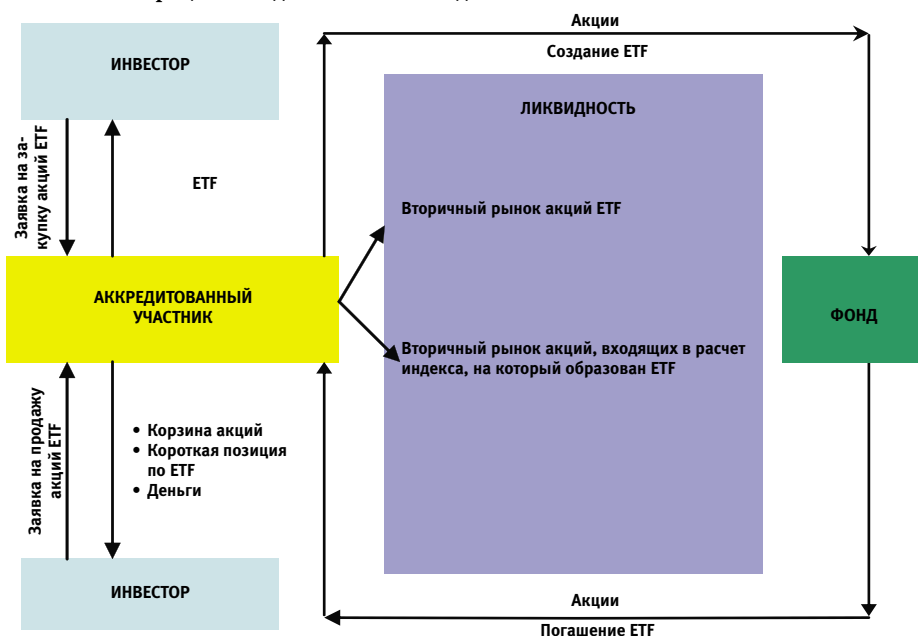 Акции
Создание ETF
ИНВЕСТОР
ЛИКВИДНОСТЬ
Заявка на за-
купку акций ETF
ETF
Вторичный рынок акций ETF
АККРЕДИТОВАННЫЙ
УЧАСТНИК
ФОНД
Вторичный рынок акций, входящих в расчет
индекса, на который образован ETF
Заявка на продажу
акций ETF
• Корзина акций
• Короткая позиция
по ETF
• Деньги
ИНВЕСТОР
Акции
Погашение ETF